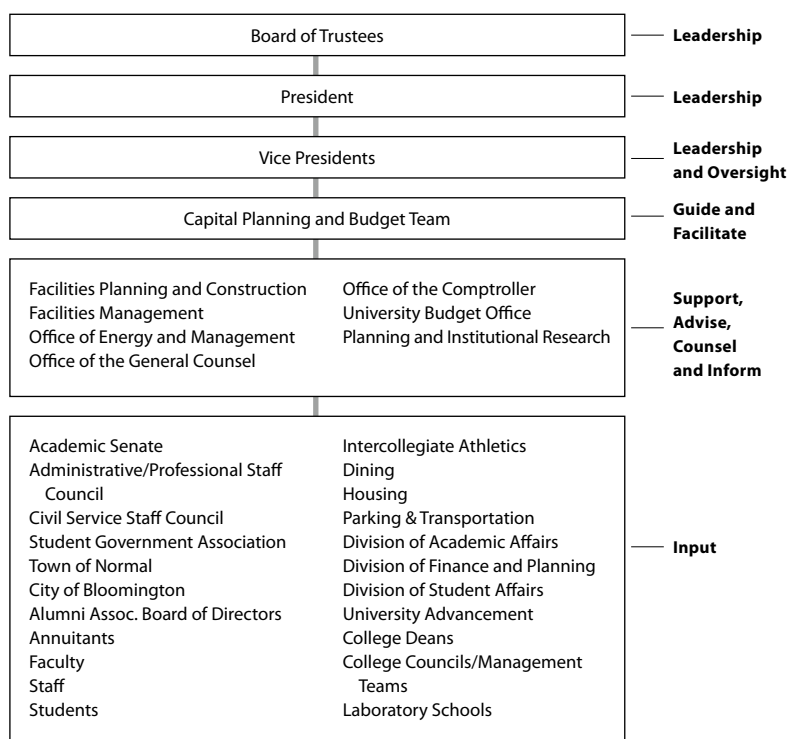 Board of Trustees
Leadership
President
Leadership
Vice Presidents
Leadership
and Oversight
Capital Planning and Budget Team
Guide and
Facilitate
Facilities Planning and Construction
Facilities Management
Office of Energy and Management
Office of the General Counsel
Office of the Comptroller
University Budget Office
Planning and Institutional Research
Support,
Advise,
Counsel
and Inform
Academic Senate
Administrative/Professional Staff
Council
Civil Service Staff Council
Student Government Association
Town of Normal
City of Bloomington
Alumni Assoc. Board of Directors
Annuitants
Faculty
Staff
Students
Intercollegiate Athletics
Dining
Housing
Parking & Transportation
Division of Academic Affairs
Division of Finance and Planning
Division of Student Affairs
University Advancement
College Deans
College Councils/Management
Teams
Laboratory Schools
Input